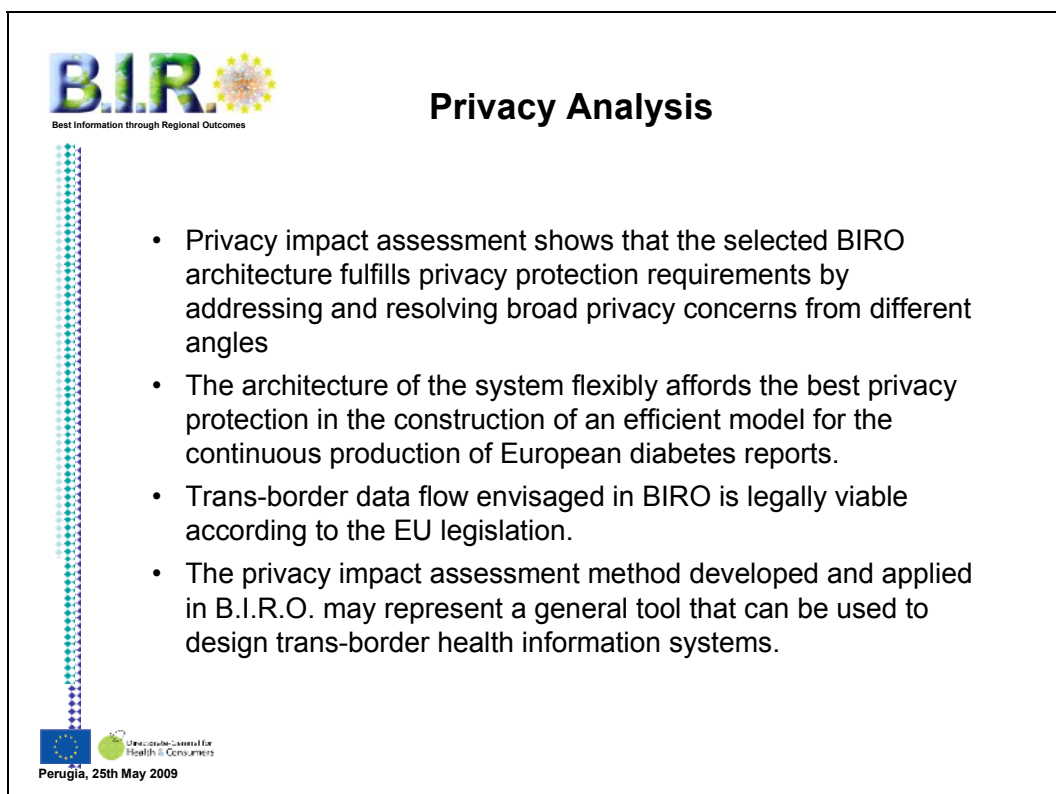 B.I.R.O.
Best Information through Regional Outcomes
Privacy Analysis
• Privacy impact assessment shows that the selected BIRO
architecture fulfills privacy protection requirements by
addressing and resolving broad privacy concerns from different
angles
• The architecture of the system flexibly affords the best privacy
protection in the construction of an efficient model for the
continuous production of European diabetes reports.
• Trans-border data flow envisaged in BIRO is legally viable
according to the EU legislation.
• The privacy impact assessment method developed and applied
in B.I.R.O. may represent a general tool that can be used to
design trans-border health information systems.
Directorate-General for
Health & Consumers
Perugia, 25th May 2009